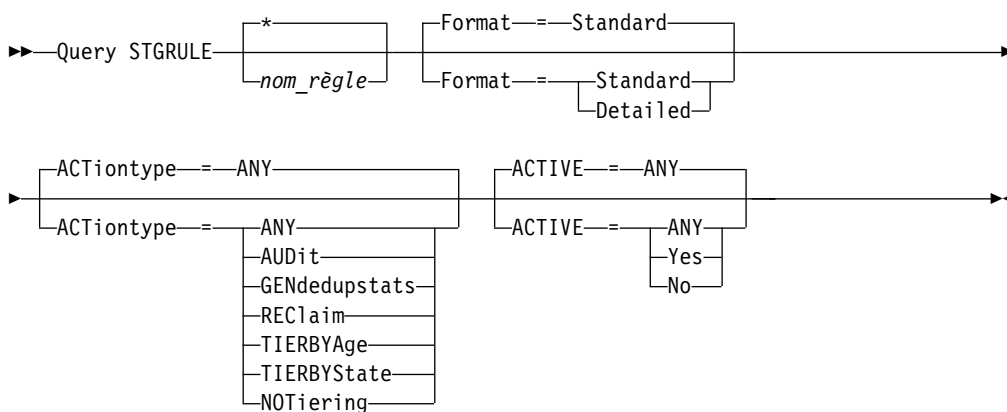 * Format = Standard
Query STGRULE
nom_règle Format = Standard
Detailed
ACTiontype = ANY ACTIVE = ANY
ACTiontype = ANY ACTIVE = ANY
AUDit Yes
GENdedupstats No
REClaim
TIERBYAge
TIERBYState
NOTiering